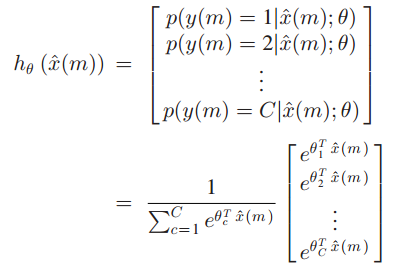 h_θ (x̂(m)) = [ p(y(m) = 1|x̂(m); θ)
p(y(m) = 2|x̂(m); θ)
⋮
p(y(m) = C|x̂(m); θ) ]
= 1 / ∑_{c=1}^{C} e^{θ_c^T x̂(m)} [ e^{θ_1^T x̂(m)}
e^{θ_2^T x̂(m)}
⋮
e^{θ_C^T x̂(m)} ]